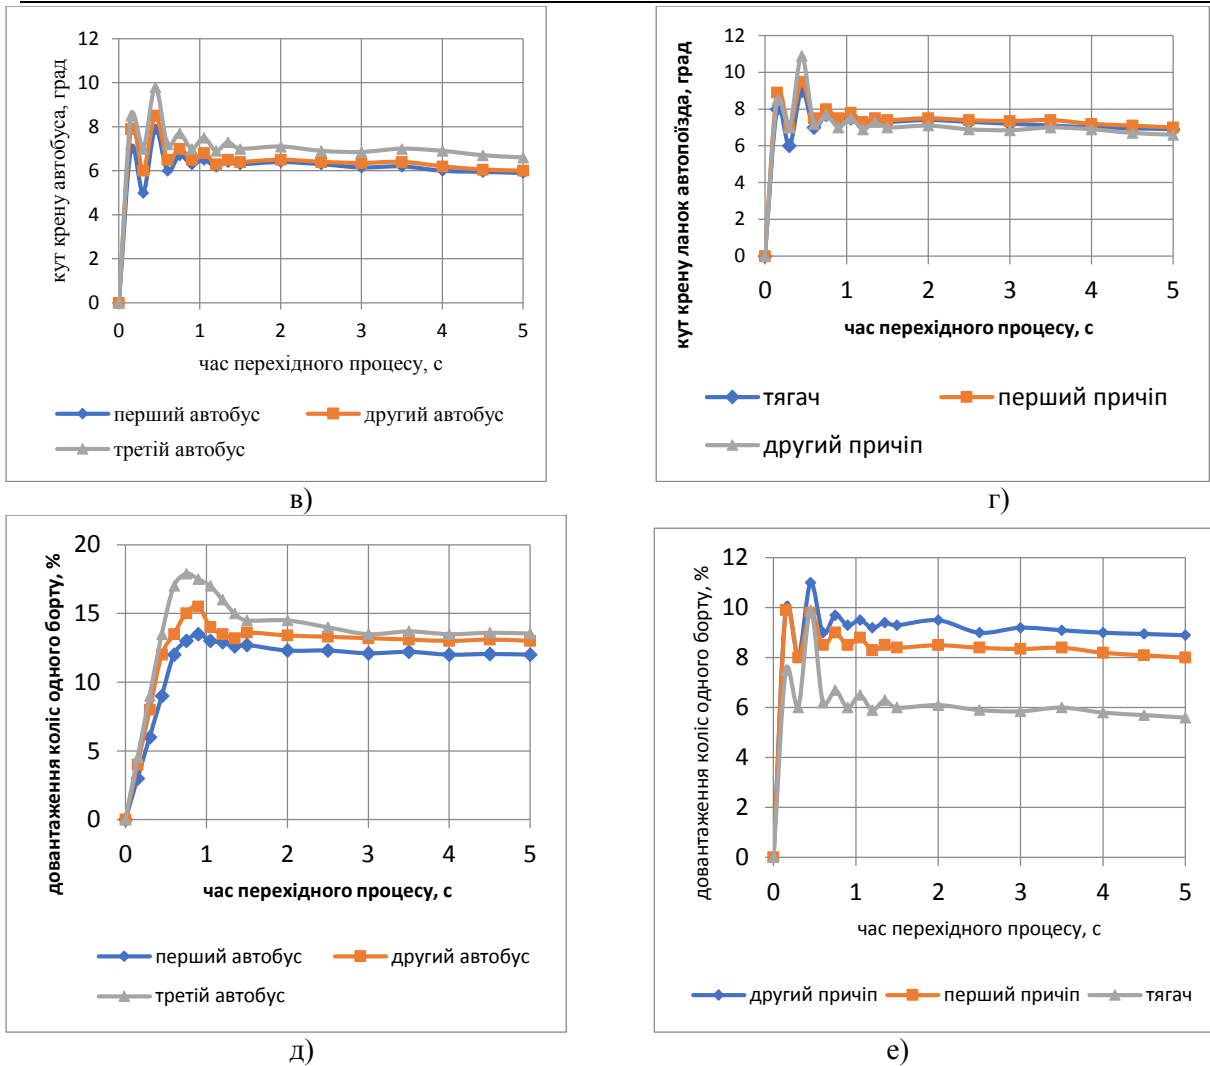 12
10
8
6
4
2
0
кут крену автобуса, град
0 1 2 3 4 5
час перехідного процесу, с
перший автобус другий автобус
третій автобус
в)
12
10
8
6
4
2
0
кут крену ланок автопоїзда, град
0 1 2 3 4 5
час перехідного процесу, с
тягач перший причіп
другий причіп
г)
20
15
10
5
0
довантаження коліс одного борту, %
0 1 2 3 4 5
час перехідного процесу, с
перший автобус другий автобус
третій автобус
д)
12
10
8
6
4
2
0
довантаження коліс одного борту, %
0 1 2 3 4 5
час перехідного процесу, с
другий причіп перший причіп тягач
е)